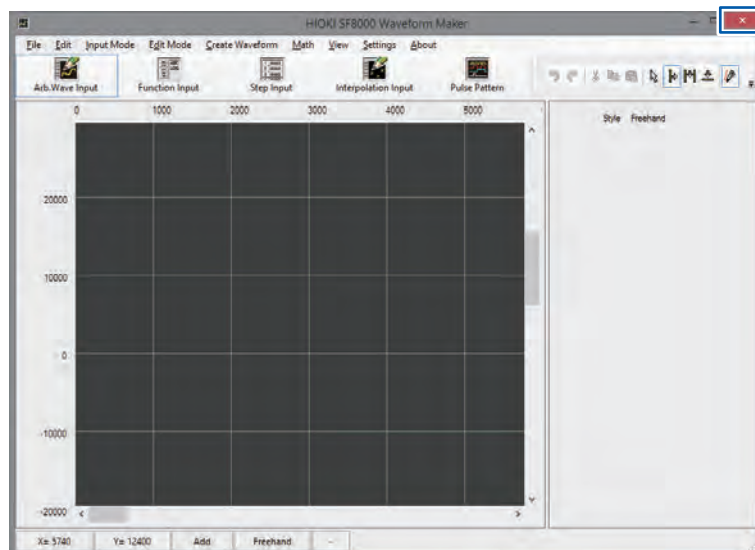 HIOKI SF8000 Waveform Maker
File Edit Input Mode Edit Mode Create Waveform Math View Settings About
Arb.Wave Input Function Input Step Input Interpolation Input Pulse Pattern
0 1000 2000 3000 4000 5000
Style Freehand
20000
10000
0
-10000
-20000
X= 5740 Y= 12400 Add Freehand -